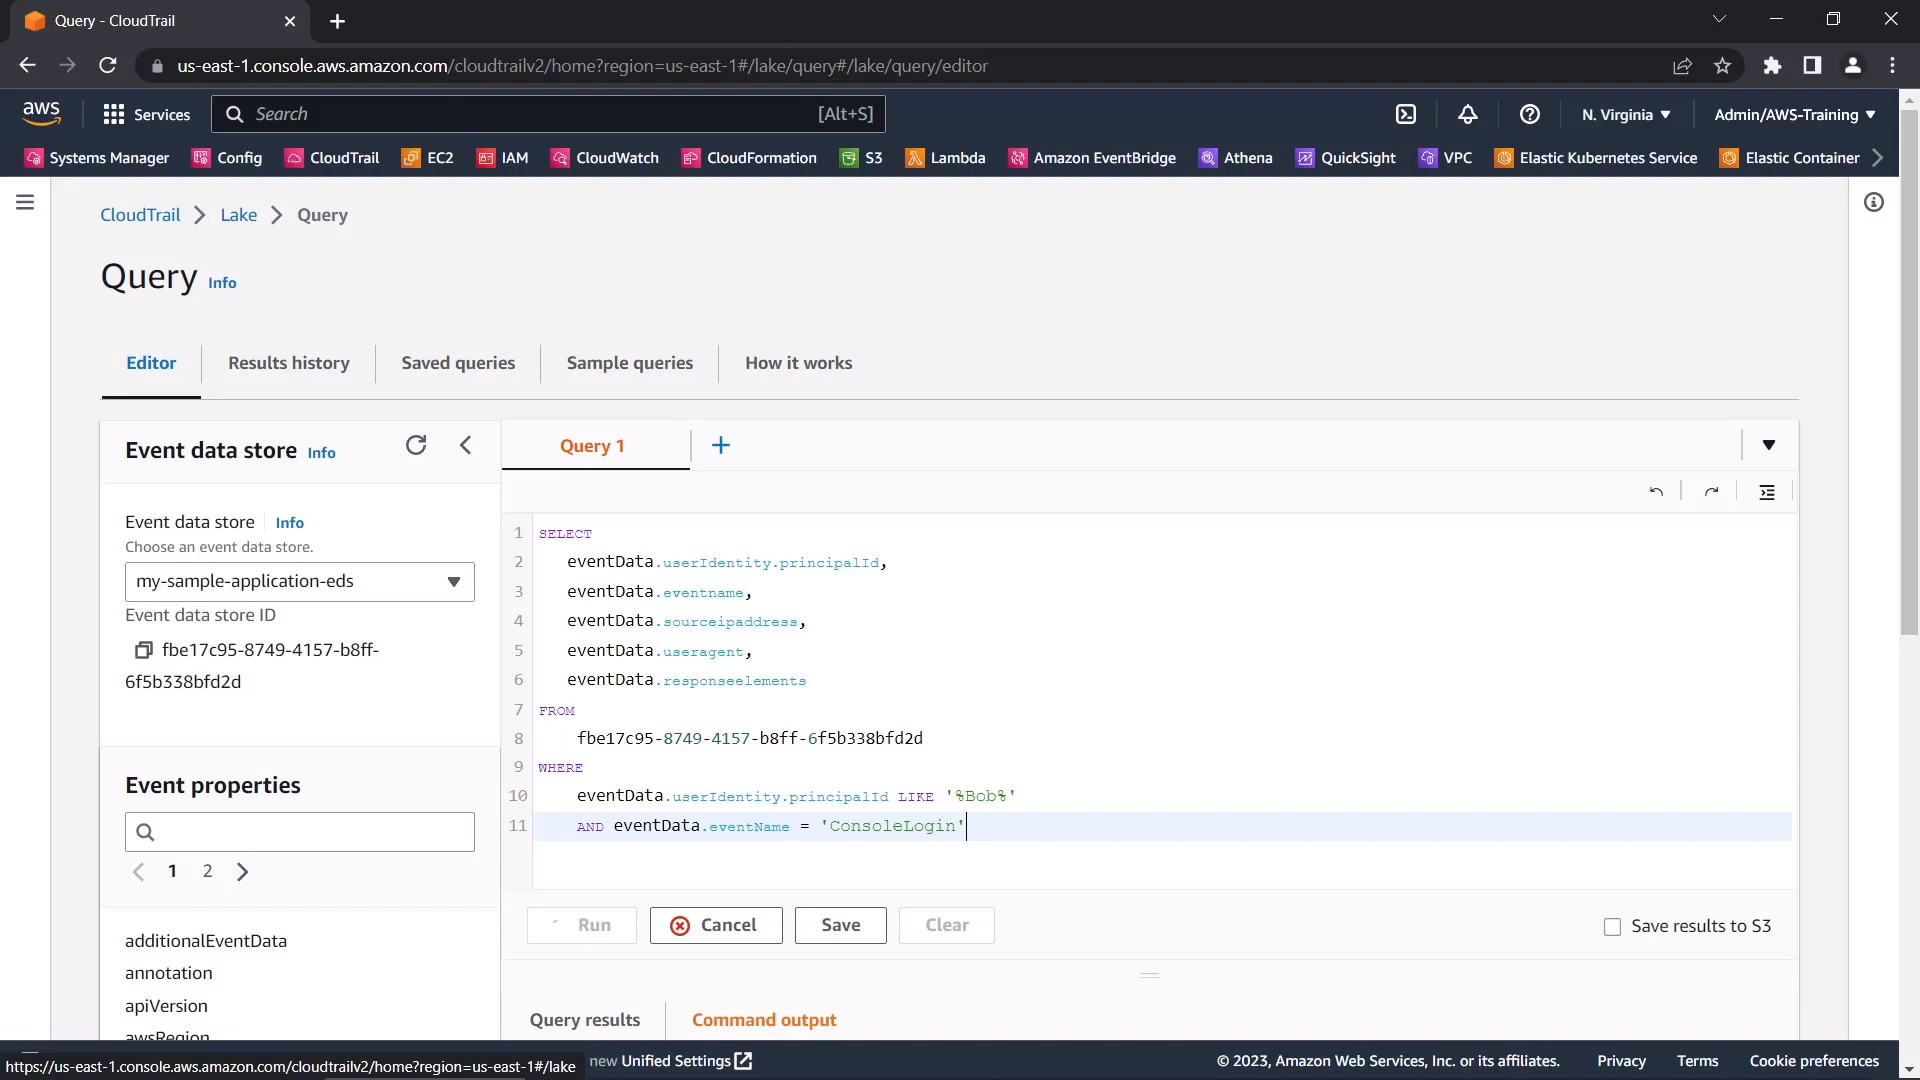 Query - CloudTrail
us-east-1.console.aws.amazon.com/cloudtrailv2/home?region=us-east-1#/lake/query#/lake/query/editor
aws Services Search [Alt+S] N. Virginia Admin/AWS-Training
Systems Manager Config CloudTrail EC2 IAM CloudWatch CloudFormation S3 Lambda Amazon EventBridge Athena QuickSight VPC Elastic Kubernetes Service Elastic Container
CloudTrail Lake Query
Query Info
Editor Results history Saved queries Sample queries How it works
Event data store Info
Query 1
Event data store Info
Choose an event data store.
my-sample-application-eds
Event data store ID
fbe17c95-8749-4157-b8ff-
6f5b338bfd2d
Event properties
1 2
additionalEventData
annotation
apiVersion
awsRegion
1 SELECT
2 eventData.userIdentity.principalId,
3 eventData.eventname,
4 eventData.sourceipaddress,
5 eventData.useragent,
6 eventData.responseelements
7 FROM
8 fbe17c95-8749-4157-b8ff-6f5b338bfd2d
9 WHERE
10 eventData.userIdentity.principalId LIKE '%Bob%'
11 AND eventData.eventName = 'ConsoleLogin'
Run Cancel Save Clear Save results to S3
Query results Command output
https://us-east-1.console.aws.amazon.com/cloudtrailv2/home?region=us-east-1#/lake
new Unified Settings © 2023, Amazon Web Services, Inc. or its affiliates. Privacy Terms Cookie preferences